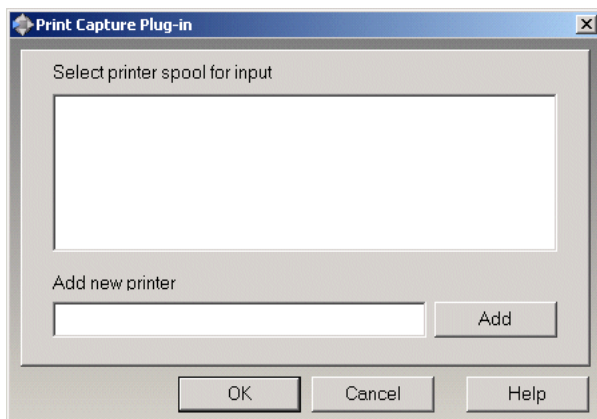 Print Capture Plug-in
Select printer spool for input
Add new printer
Add
OK Cancel Help